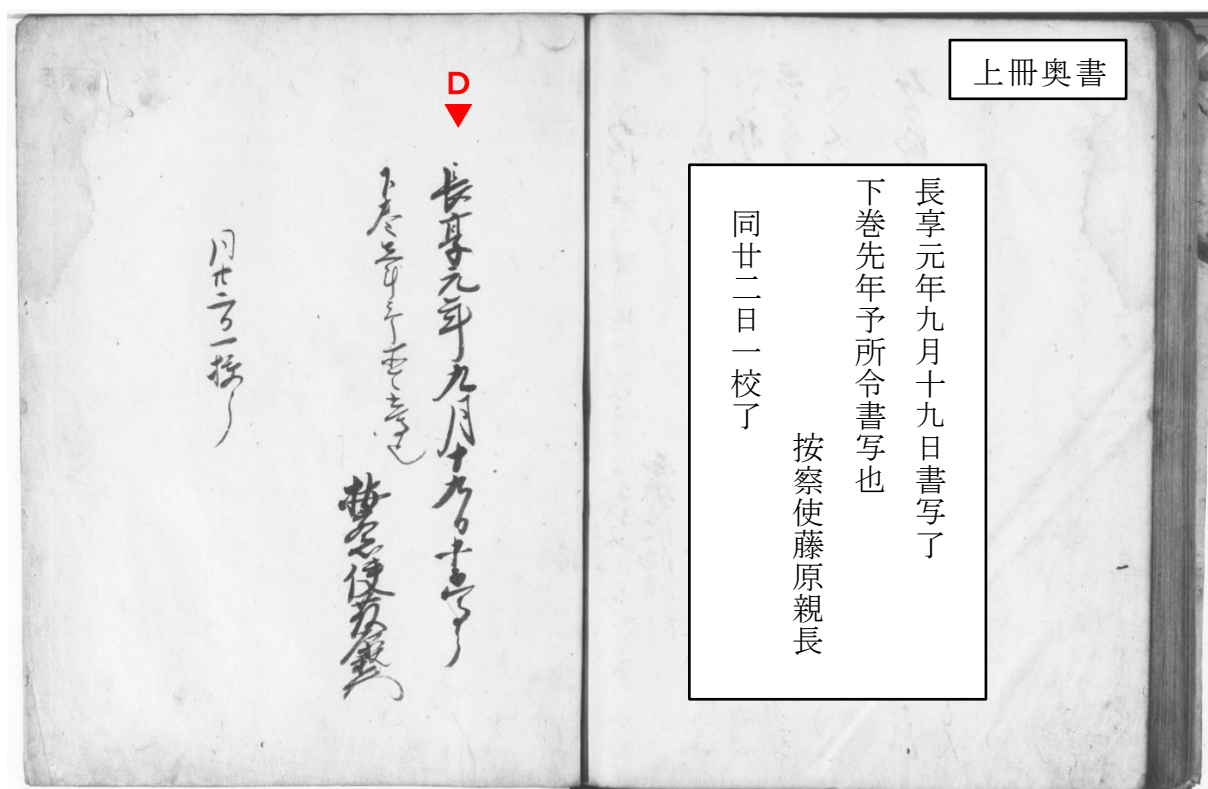 上冊奥書
長享元年九月十九日書写了
下巻先年予所令書写也
按察使藤原親長
同廿二日一校了
D
長享元年九月十九日書写了
下巻先年予所令書写也
按察使藤原親長
同廿二日一校了